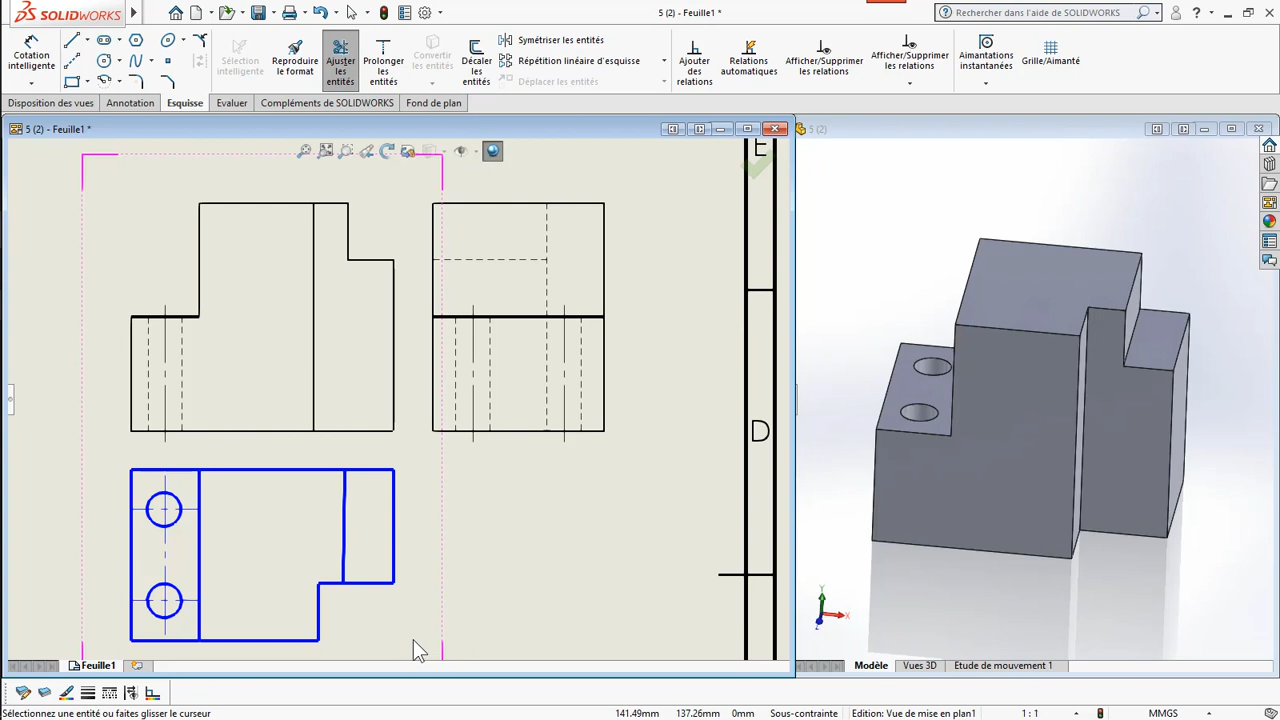 SOLIDWORKS
5 (2) - Feuille1 *
Rechercher dans l'aide de SOLIDWORKS
Cotation intelligente
Sélection intelligente
Reproduire le format
Ajuster les entités
Prolonger les entités
Convertir les entités
Décaler les entités
Symétriser les entités
Répétition linéaire d'esquisse
Déplacer les entités
Ajouter des relations
Relations automatiques
Afficher/Supprimer les relations
Afficher/Supprimer les relations
Aimantations instantanées
Grille/Aimanté
Disposition des vues
Annotation
Esquisse
Evaluer
Compléments de SOLIDWORKS
Fond de plan
5 (2) - Feuille1 *
5 (2)
E
D
Y
X
Z
Feuille1
Modèle
Vues 3D
Etude de mouvement 1
Sélectionnez une entité ou faites glisser le curseur
141.49mm
137.26mm
0mm
Sous-contrainte
Edition: Vue de mise en plan1
1 : 1
MMGS